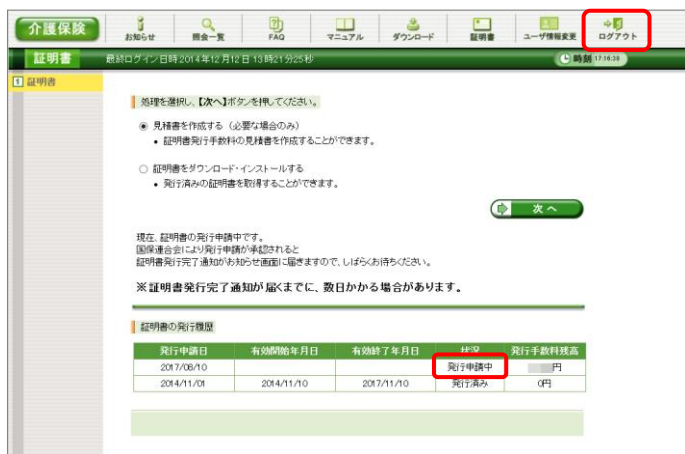 介護保険
お知らせ 照会一覧 FAQ マニュアル ダウンロード 証明書 ユーザ情報変更 ログアウト
証明書 最終ログイン日時 2014年12月12日 13時21分25秒 時刻 17:16:38
1 証明書
処理を選択し、【次へ】ボタンを押してください。
見積書を作成する(必要な場合のみ)
• 証明書発行手数料の見積書を作成することができます。
証明書をダウンロード・インストールする
• 発行済みの証明書を取得することができます。
次へ
現在、証明書の発行申請中です。
国保連合会により発行申請が承認されると
証明書発行完了通知がお知らせ画面に届きますので、しばらくお待ちください。
※証明書発行完了通知が届くまでに、数日かかる場合があります。
証明書の発行履歴
発行申請日 有効開始年月日 有効終了年月日 状況 発行手数料残高
2017/08/10 発行申請中 円
2014/11/01 2014/11/10 2017/11/10 発行済み 0円